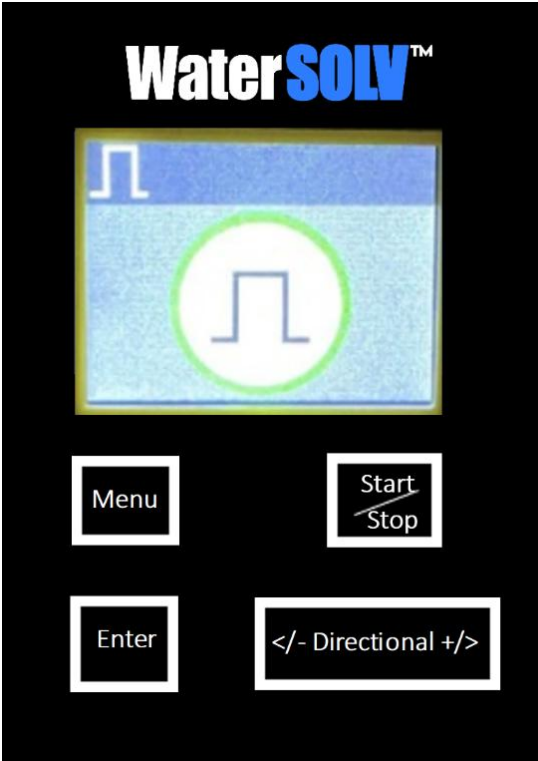 WaterSOLV™
Menu
Start
Stop
Enter
</- Directional +/>